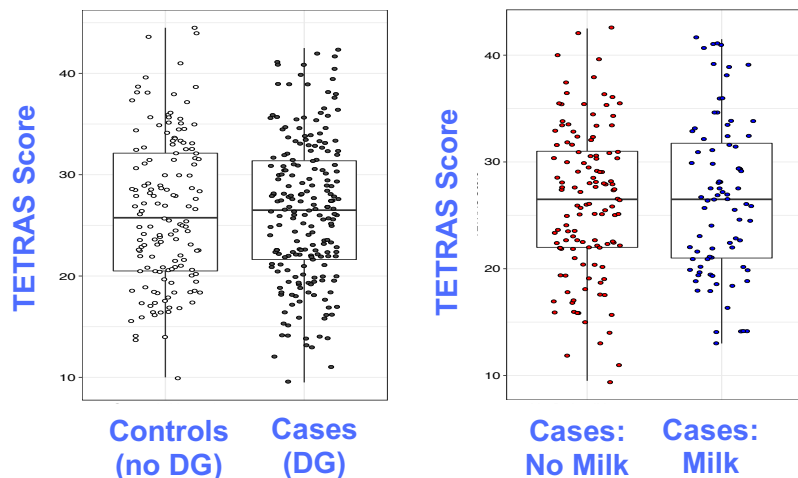 TETRAS Score
40
30
20
10
Controls
(no DG)
Cases
(DG)
TETRAS Score
40
30
20
10
Cases:
No Milk
Cases:
Milk